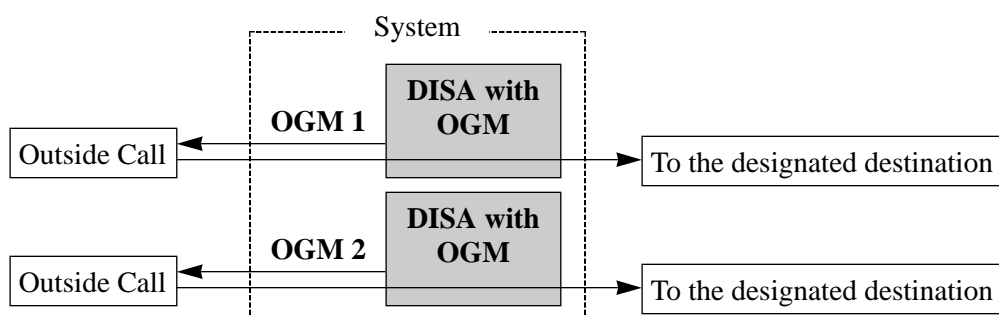 System
DISA with
OGM
OGM 1
Outside Call
To the designated destination
DISA with
OGM
OGM 2
Outside Call
To the designated destination